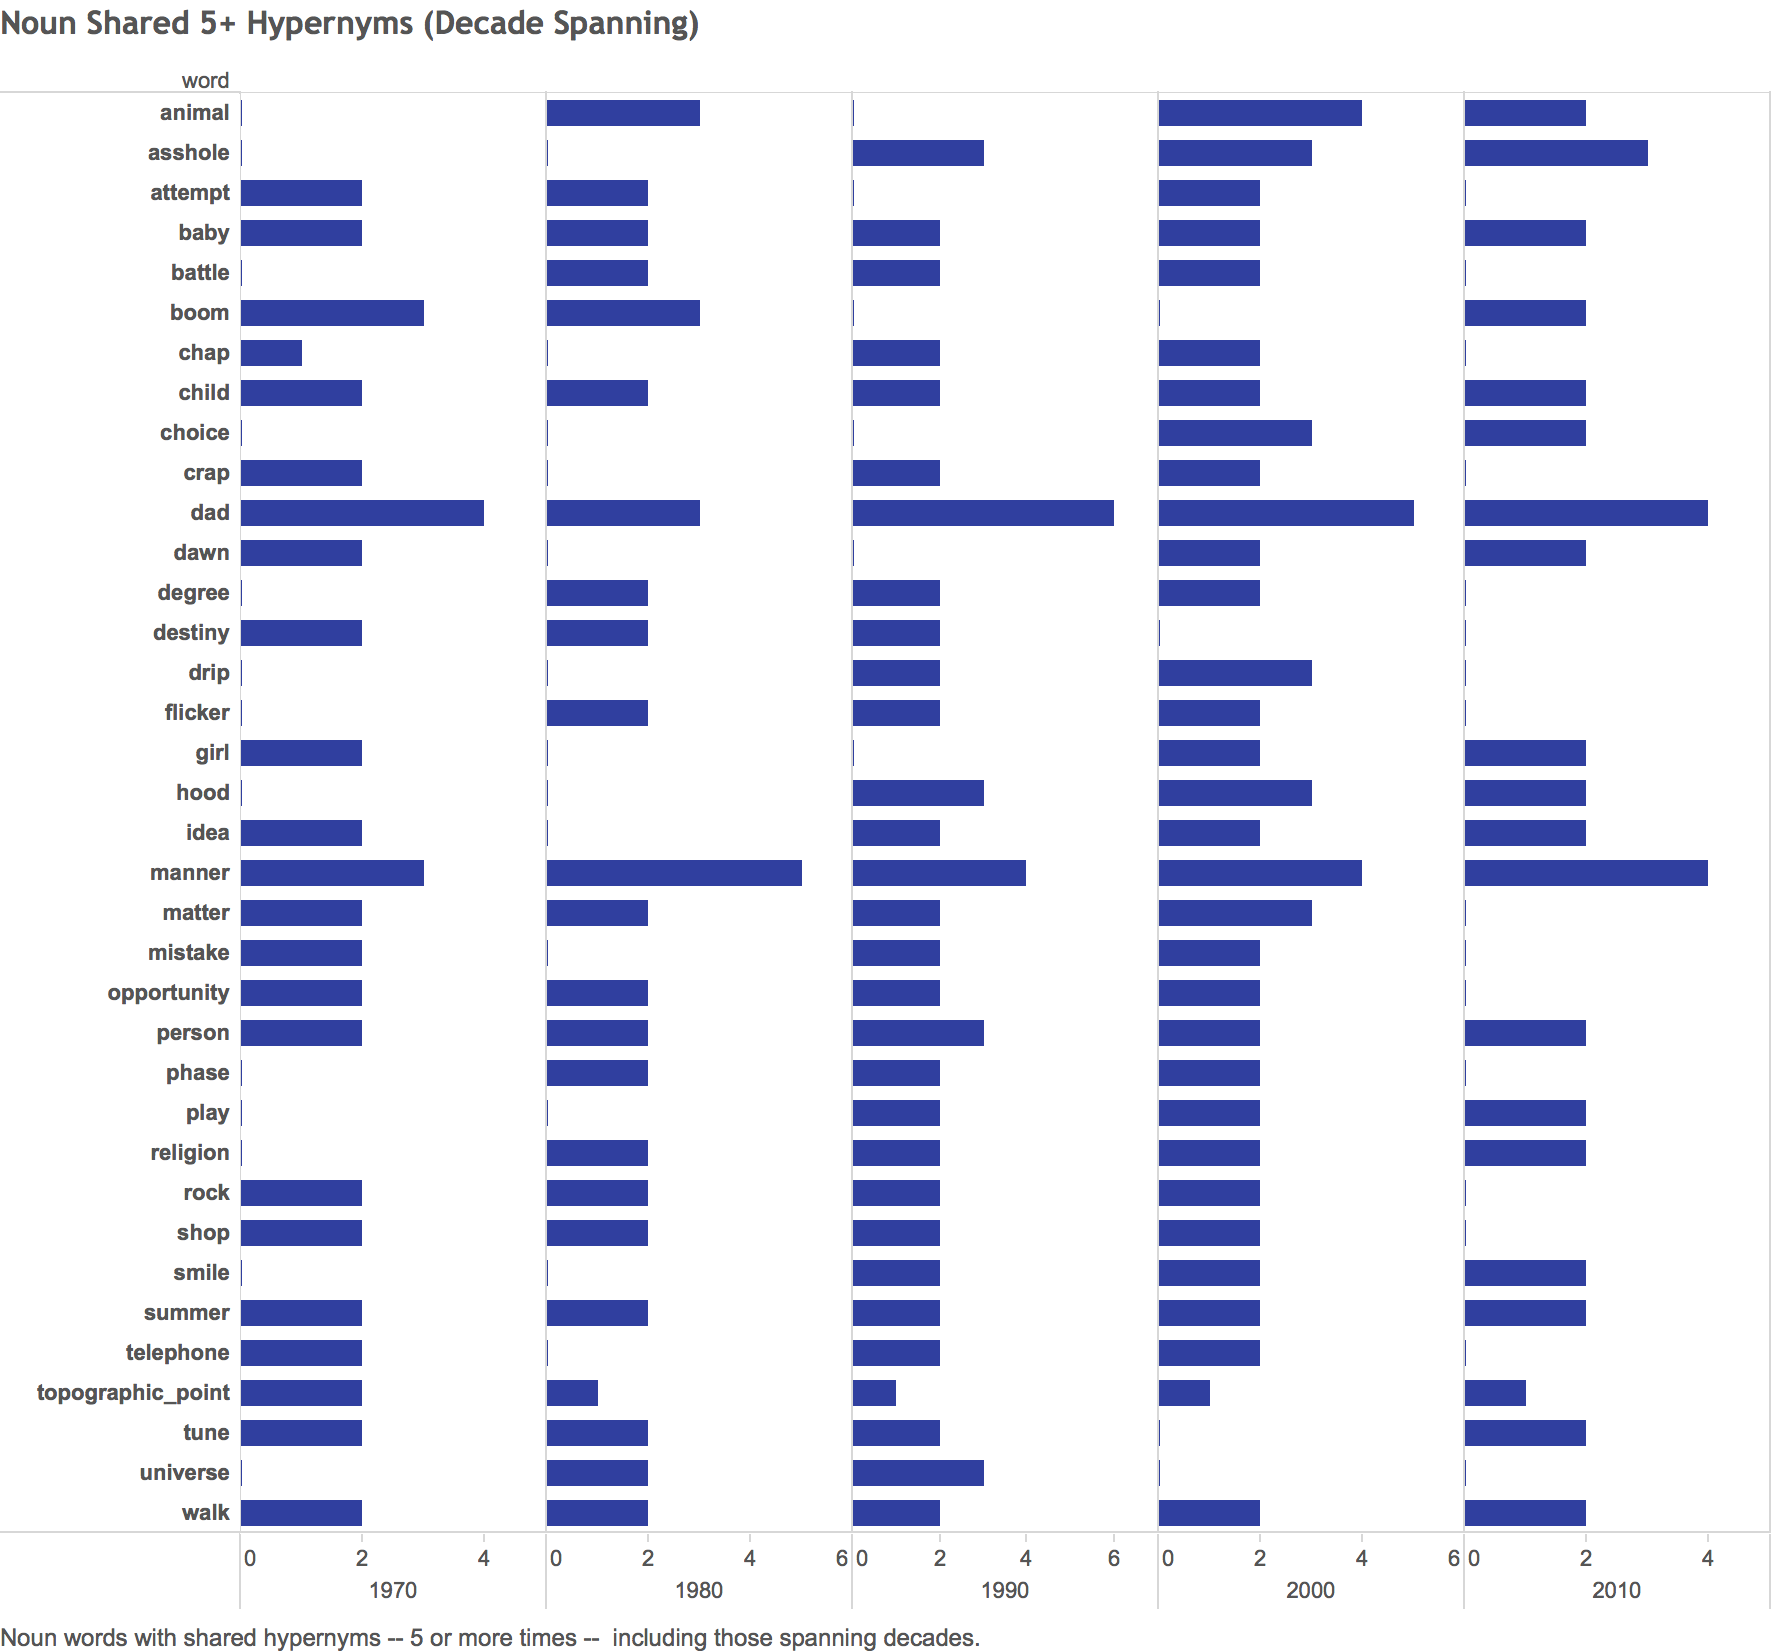 Noun Shared 5+ Hypernyms (Decade Spanning)
word
animal
asshole
attempt
baby
battle
boom
chap
child
choice
crap
dad
dawn
degree
destiny
drip
flicker
girl
hood
idea
manner
matter
mistake
opportunity
person
phase
play
religion
rock
shop
smile
summer
telephone
topographic_point
tune
universe
walk
0 2 4 0 2 4 6 0 2 4 6 0 2 4 6 0 2 4
1970 1980 1990 2000 2010
Noun words with shared hypernyms -- 5 or more times -- including those spanning decades.